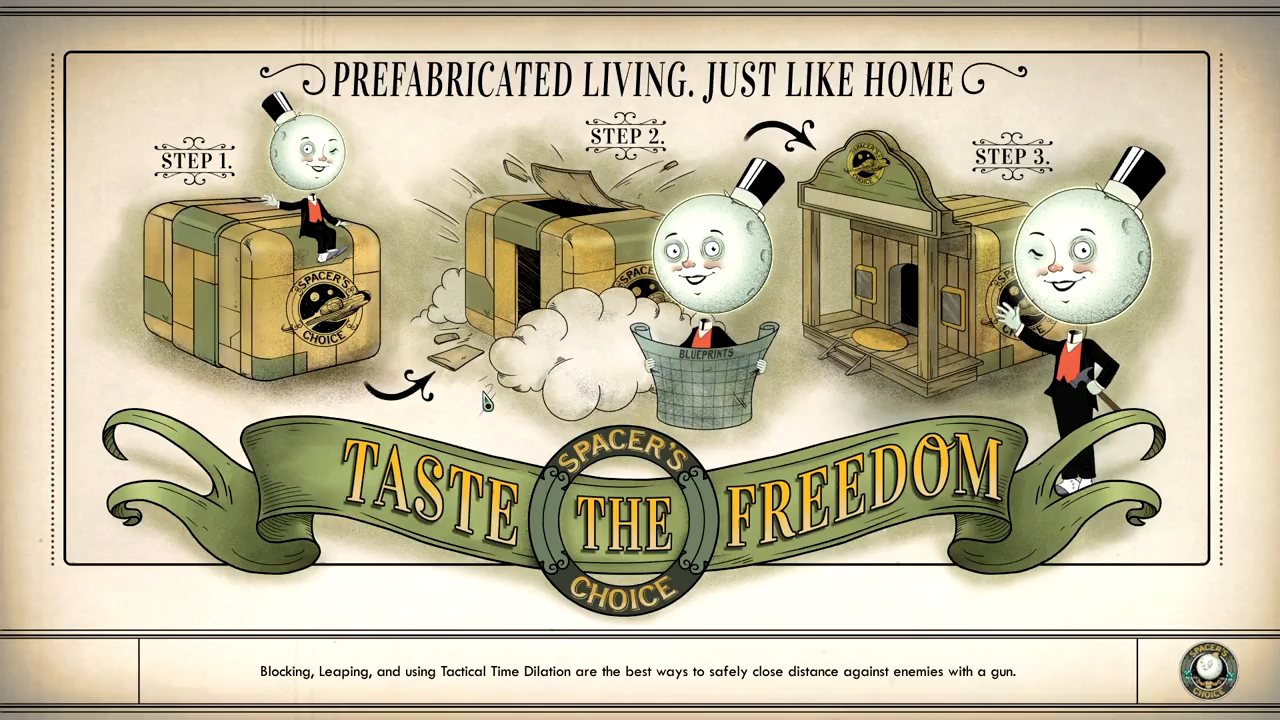 PREFABRICATED LIVING. JUST LIKE HOME
STEP 1.
STEP 2.
STEP 3.
SPACER'S
CHOICE
SPACER'S
SPACER'S
CHOICE
SPACER'S
BLUEPRINTS
TASTE THE FREEDOM
SPACER'S
CHOICE
Blocking, Leaping, and using Tactical Time Dilation are the best ways to safely close distance against enemies with a gun.
SPACER'S
CHOICE